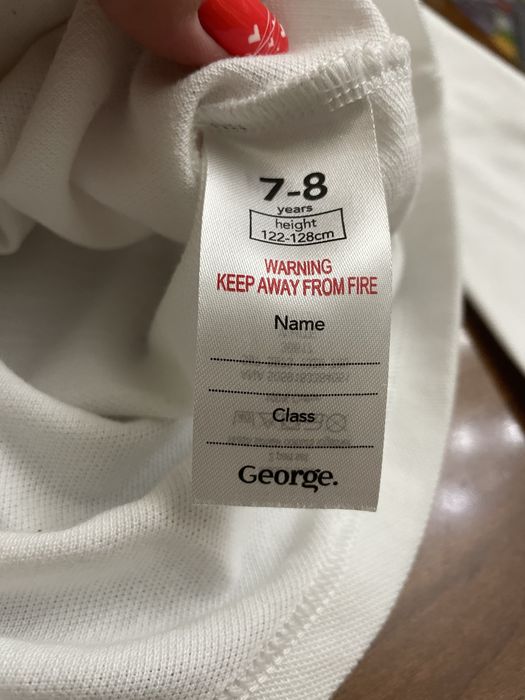 7-8
years
height
122-128cm
WARNING
KEEP AWAY FROM FIRE
Name
Class
George.